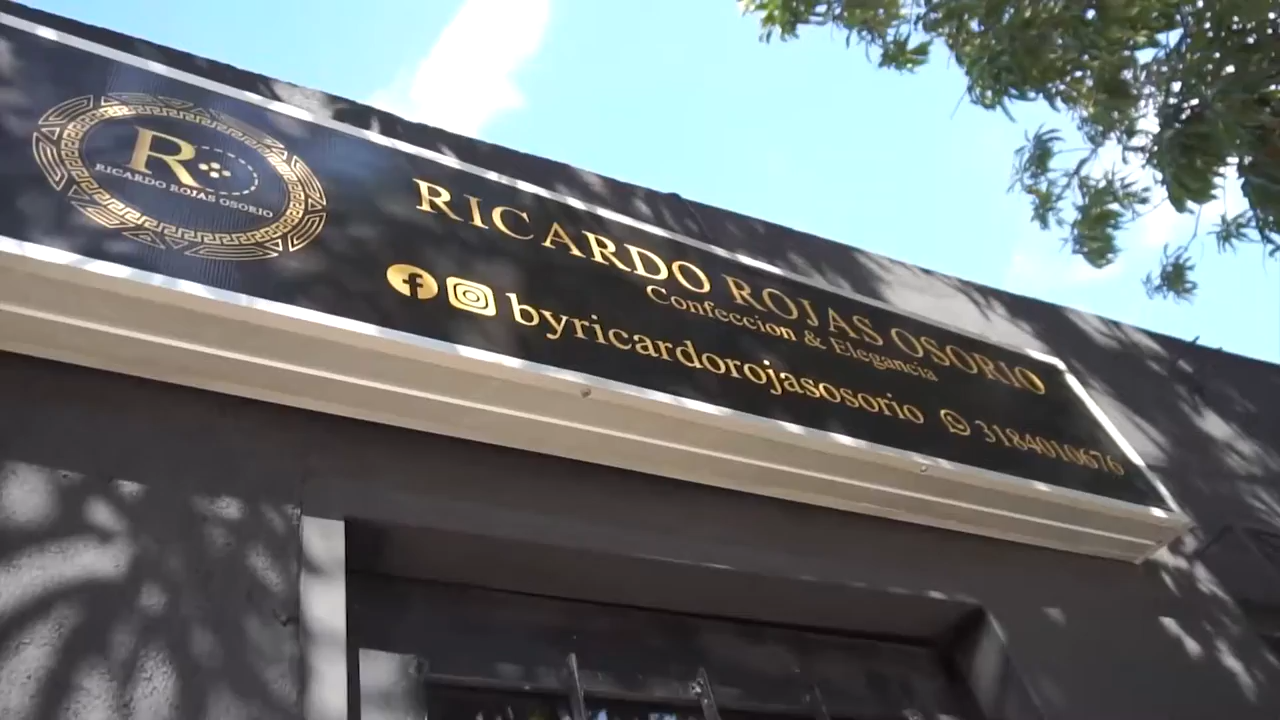 R
RICARDO ROJAS OSORIO
RICARDO ROJAS OSORIO
Confeccion & Elegancia
byricardorojasosorio 3184010676